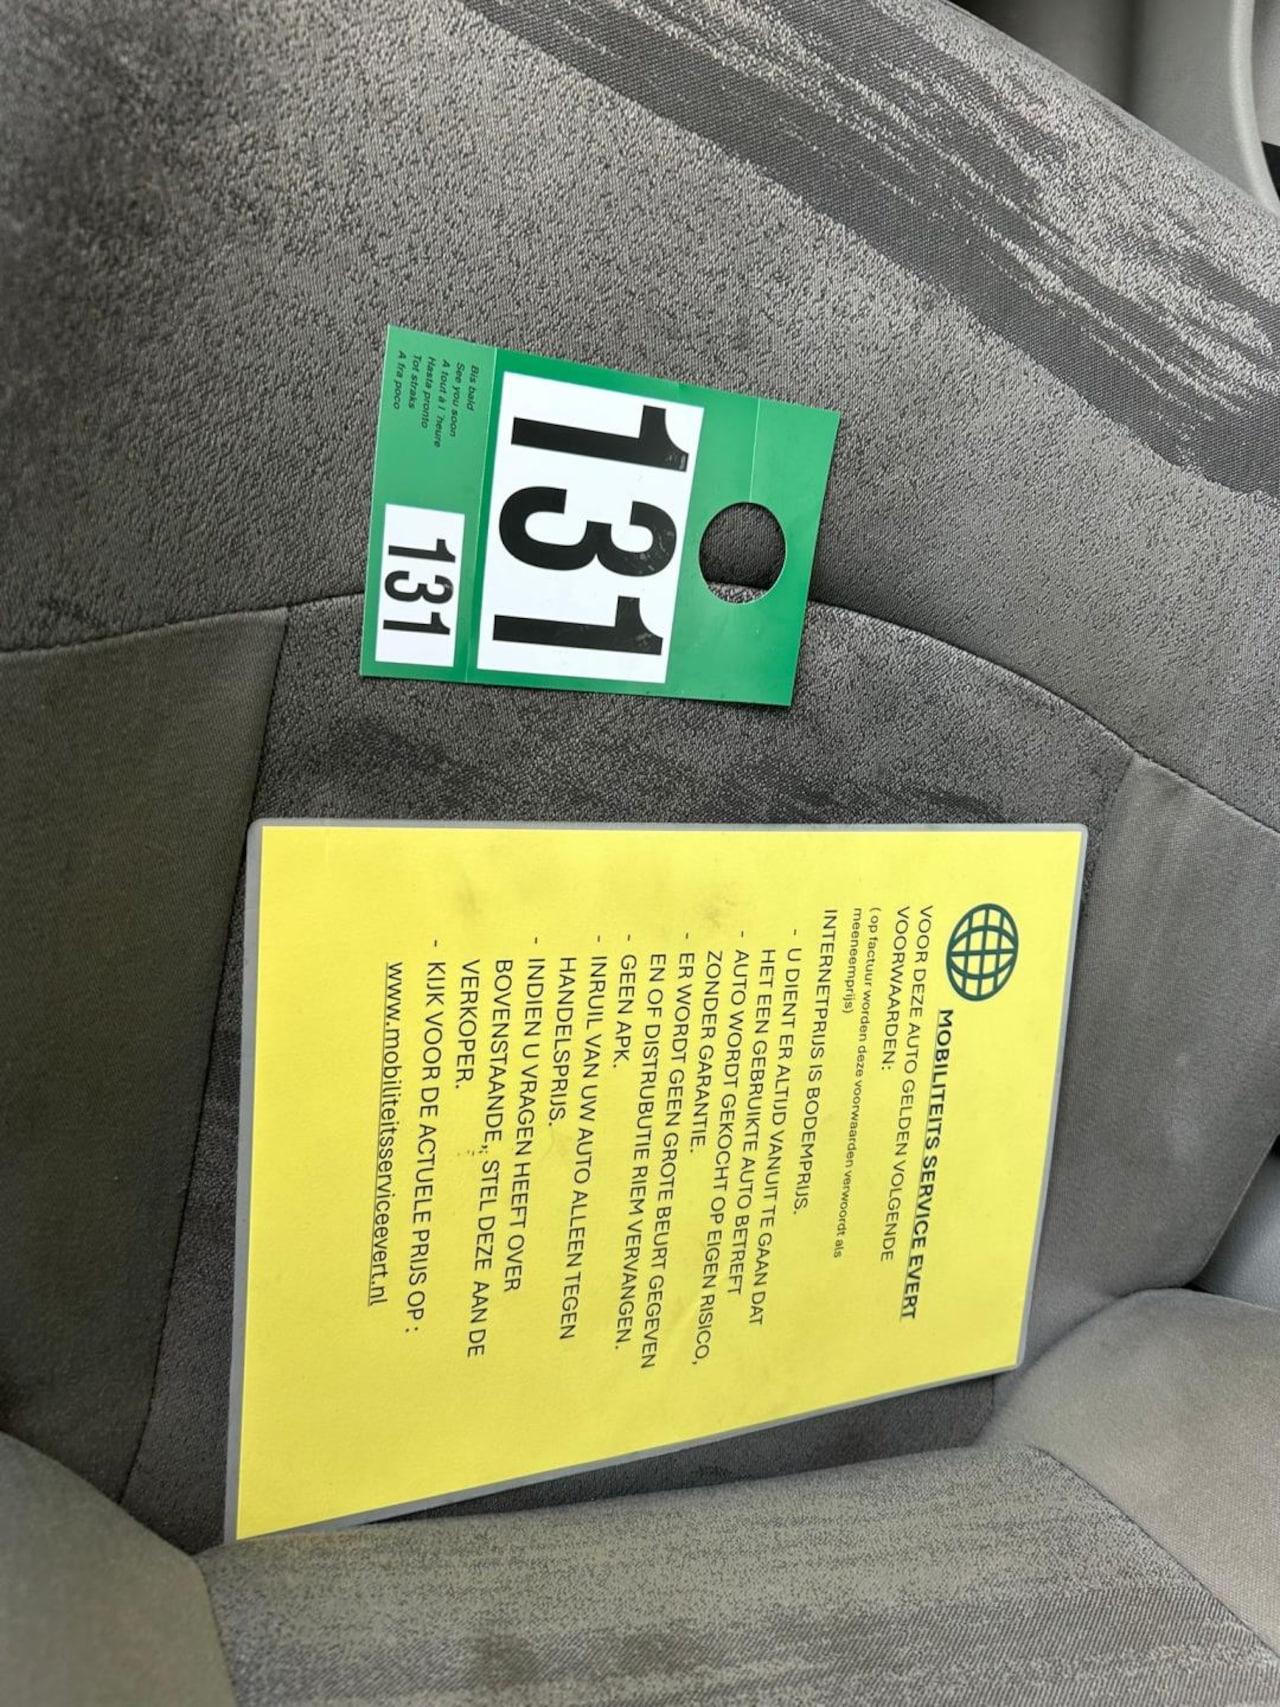 131
Bis bald
See you soon
A tout à l 'heure
Hasta pronto
Tot straks
A fra poco
131
MOBILITEITS SERVICE EVERT
VOOR DEZE AUTO GELDEN VOLGENDE
VOORWAARDEN:
( op factuur worden deze voorwaarden verwoordt als
meeneemprijs)
INTERNETPRIJS IS BODEMPRIJS.
- U DIENT ER ALTIJD VANUIT TE GAAN DAT
HET EEN GEBRUIKTE AUTO BETREFT
- AUTO WORDT GEKOCHT OP EIGEN RISICO,
ZONDER GARANTIE.
- ER WORDT GEEN GROTE BEURT GEGEVEN
EN OF DISTRUBUTIE RIEM VERVANGEN.
- GEEN APK.
- INRUIL VAN UW AUTO ALLEEN TEGEN
HANDELSPRIJS.
- INDIEN U VRAGEN HEEFT OVER
BOVENSTAANDE, STEL DEZE AAN DE
VERKOPER.
- KIJK VOOR DE ACTUELE PRIJS OP :
www.mobiliteitsserviceevert.nl